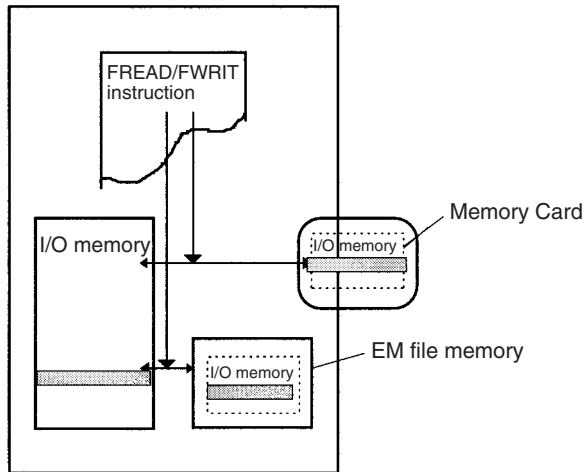 FREAD/FWRIT
instruction
Memory Card
I/O memory
I/O memory
EM file memory
I/O memory